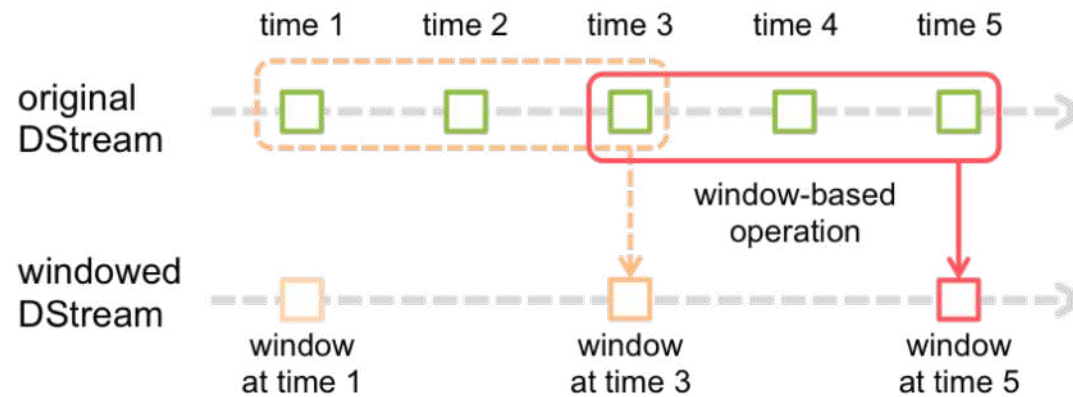 time 1 time 2 time 3 time 4 time 5
original
DStream
window-based
operation
windowed
DStream
window
at time 1
window
at time 3
window
at time 5